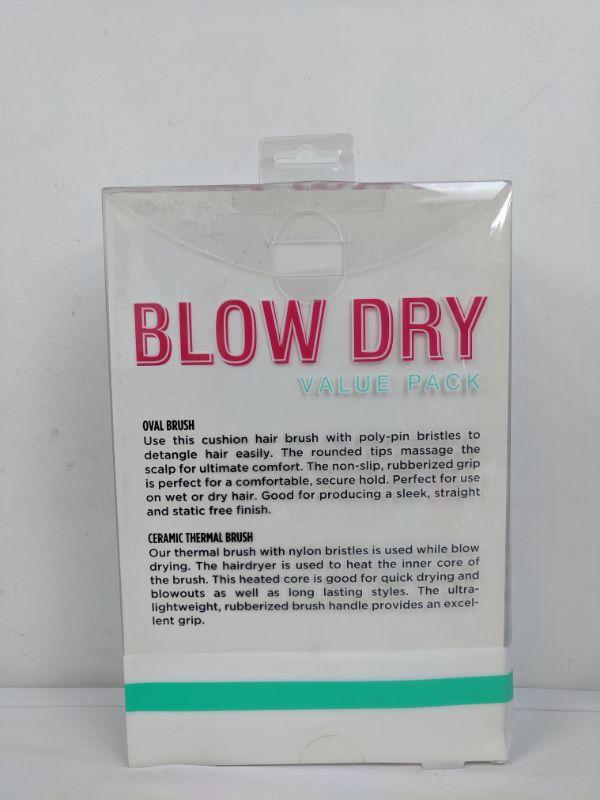 BLOW DRY
VALUE PACK
OVAL BRUSH
Use this cushion hair brush with poly-pin bristles to
detangle hair easily. The rounded tips massage the
scalp for ultimate comfort. The non-slip, rubberized grip
is perfect for a comfortable, secure hold. Perfect for use
on wet or dry hair. Good for producing a sleek, straight
and static free finish.
CERAMIC THERMAL BRUSH
Our thermal brush with nylon bristles is used while blow
drying. The hairdryer is used to heat the inner core of
the brush. This heated core is good for quick drying and
blowouts as well as long lasting styles. The ultra-
lightweight, rubberized brush handle provides an excel-
lent grip.